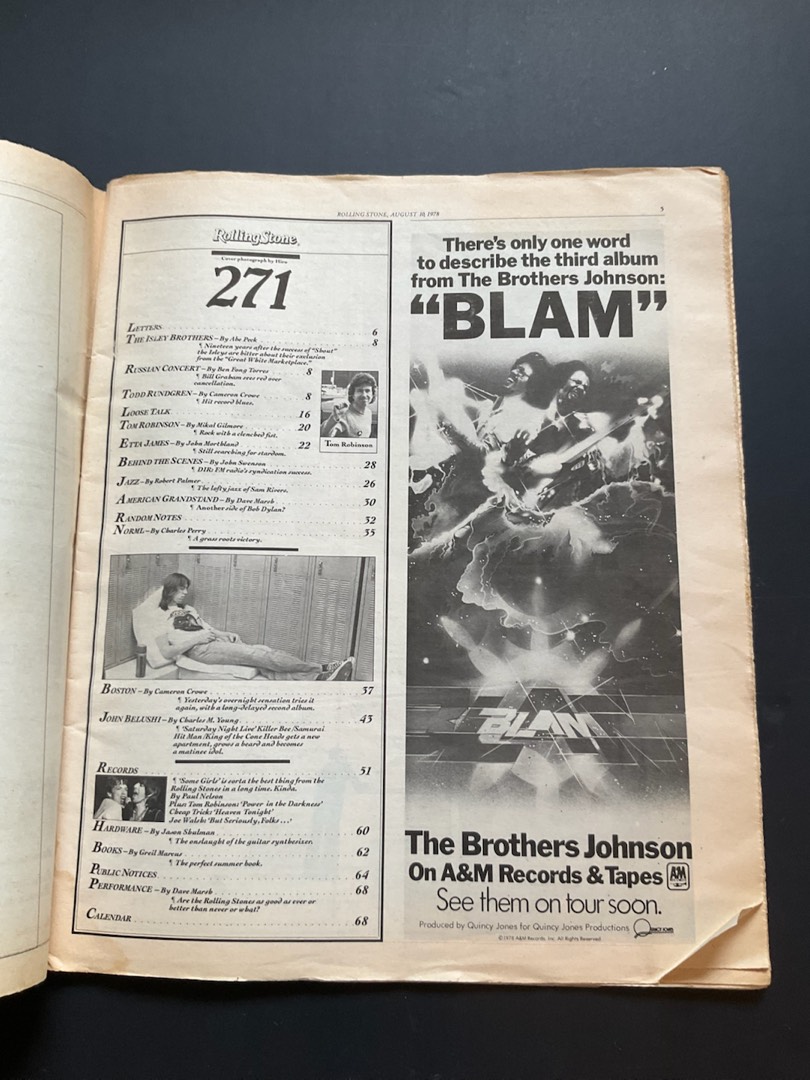 ROLLING STONE, AUGUST 10, 1978
5
RollingStone
Cover photograph by Hiro
271
LETTERS 6
THE ISLEY BROTHERS – By Abe Peck 8
¶ Nineteen years after the success of “Shout”
the Isleys are bitter about their exclusion
from the “Great White Marketplace.”
RUSSIAN CONCERT – By Ben Fong Torres 8
¶ Bill Graham sees red over
cancellation.
TODD RUNDGREN – By Cameron Crowe 8
¶ Hit record blues.
LOOSE TALK 16
TOM ROBINSON – By Mikal Gilmore 20
¶ Rock with a clenched fist.
Tom Robinson
ETTA JAMES – By John Morthland 22
¶ Still searching for stardom.
BEHIND THE SCENES – By John Swenson 28
¶ DIR: FM radio's syndication success.
JAZZ – By Robert Palmer 26
¶ The lofty jazz of Sam Rivers.
AMERICAN GRANDSTAND – By Dave Marsh 30
¶ Another side of Bob Dylan?
RANDOM NOTES 32
NORML – By Charles Perry 35
¶ A grass roots victory.
BOSTON – By Cameron Crowe 37
¶ Yesterday's overnight sensation tries it
again, with a long-delayed second album.
JOHN BELUSHI – By Charles M. Young 43
¶ ‘Saturday Night Live’ Killer Bee/Samurai
Hit Man/King of the Cone Heads gets a new
apartment, grows a beard and becomes
a matinee idol.
RECORDS 51
¶ ‘Some Girls’ is sorta the best thing from the
Rolling Stones in a long time. Kinda.
By Paul Nelson
Plus: Tom Robinson: ‘Power in the Darkness’
Cheap Trick: ‘Heaven Tonight’
Joe Walsh: ‘But Seriously, Folks . . .’
HARDWARE – By Jason Shulman 60
¶ The onslaught of the guitar synthesizer.
BOOKS – By Greil Marcus 62
¶ The perfect summer book.
PUBLIC NOTICES 64
PERFORMANCE – By Dave Marsh 68
¶ Are the Rolling Stones as good as ever or
better than never or what?
CALENDAR 68
There's only one word
to describe the third album
from The Brothers Johnson:
“BLAM”
BLAM
The Brothers Johnson
On A&M Records & Tapes A&M
See them on tour soon.
Produced by Quincy Jones for Quincy Jones Productions QUINCY JONES
© 1978 A&M Records, Inc. All Rights Reserved.